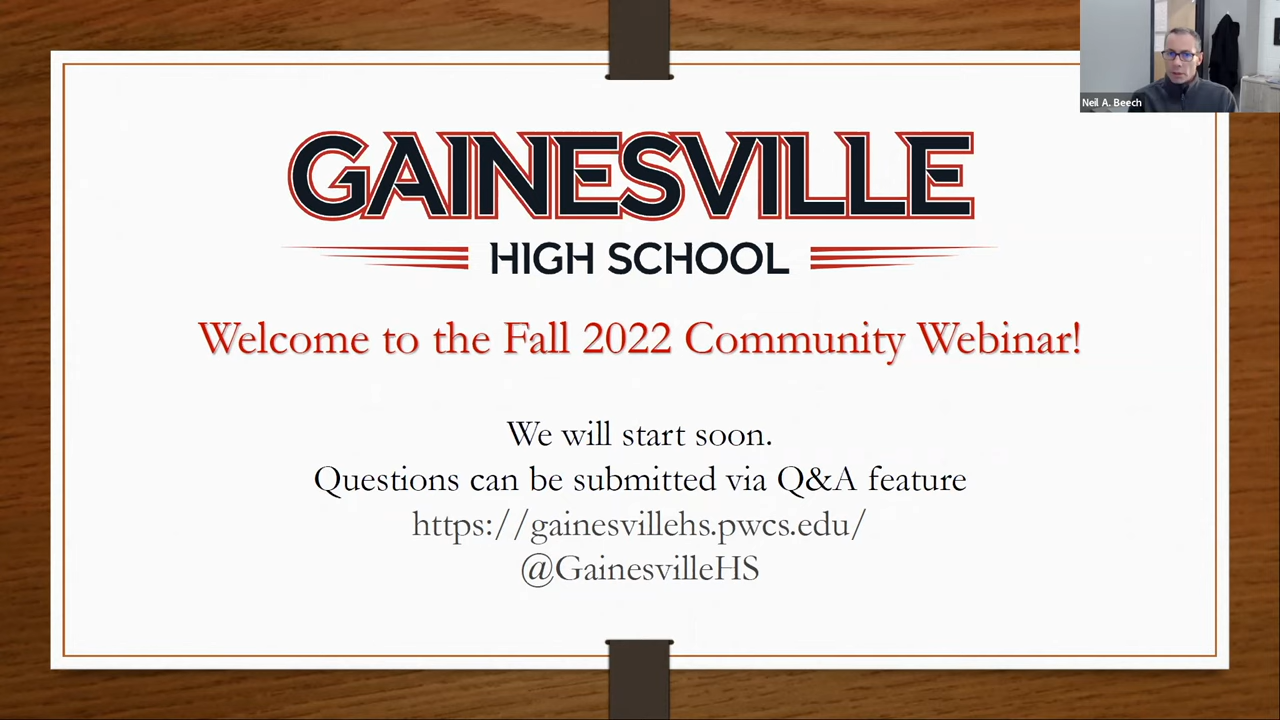 Neil A. Beech
GAINESVILLE
HIGH SCHOOL
Welcome to the Fall 2022 Community Webinar!
We will start soon.
Questions can be submitted via Q&A feature
https://gainesvillehs.pwcs.edu/
@GainesvilleHS